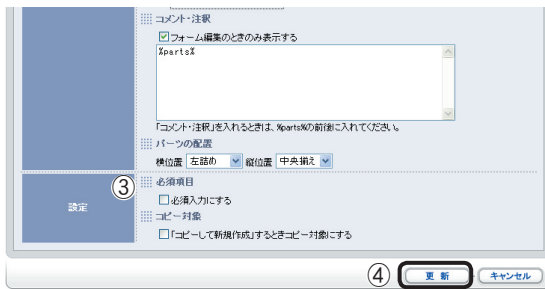 コメント・注釈
フォーム編集のときのみ表示する
%parts%
「コメント・注釈」を入れるときは、%parts%の前後に入れてください。
パーツの配置
横位置 左詰め 縦位置 中央揃え
③
必須項目
設定
必須入力にする
コピー対象
「コピーして新規作成」するときコピー対象にする
④ 更 新 キャンセル